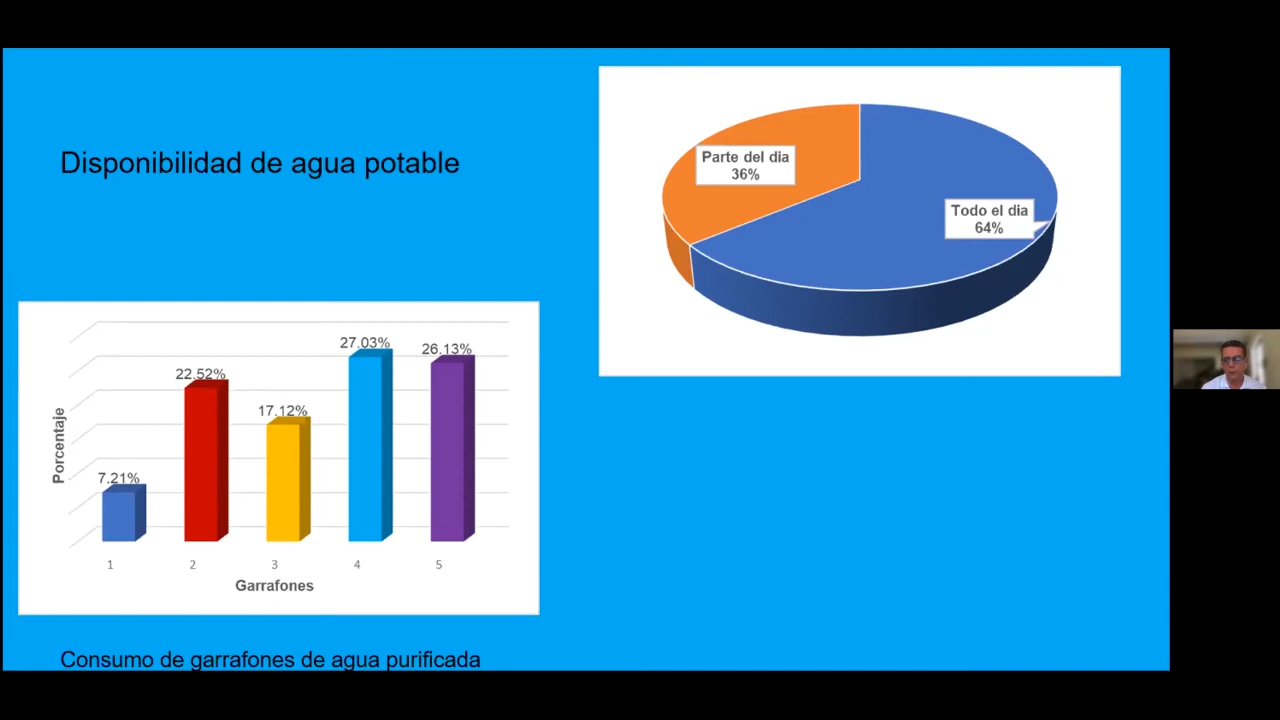 Disponibilidad de agua potable
Parte del dia
36%
Todo el dia
64%
Porcentaje
7.21%
22.52%
17.12%
27.03%
26.13%
1
2
3
4
5
Garrafones
Consumo de garrafones de agua purificada